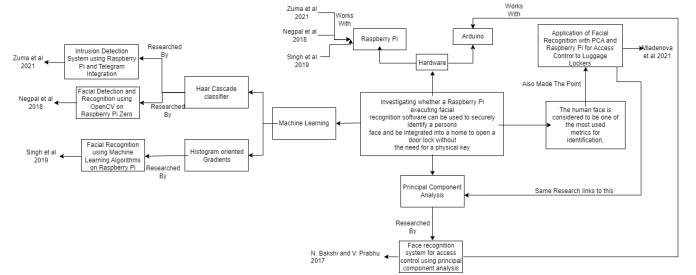 Zuma et al
2021
Works
With
Negpal et al
2018
Singh et al
2019
Raspberry Pi
Arduino
Hardware
Works
With
Application of Facial
Recognition with PCA and
Raspberry Pi for Access
Control to Luggage
Lockers
Mladenova
et al 2021
Zuma et al
2021
Intrusion Detection
System using Raspberry
Pi and Telegram
Integration
Researched
By
Negpal et al
2018
Facial Detection and
Recognition using
OpenCV on
Raspberry Pi Zero
Researched
By
Haar Cascade
classifier
Machine Learning
Investigating whether a Raspberry Pi
executing facial
recognition software can be used to securely
identify a persons
face and be integrated into a home to open a
door lock without
the need for a physical key
Also Made The Point
The human face is
considered to be one of
the most used
metrics for
identification,
Singh et al
2019
Facial Recognition
using Machine
Learning Algorithms
on Raspberry Pi
Researched
By
Histogram oriented
Gradients
Principal Component
Analysis
Same Research links to this
Researched
By
N. Bakshi and V. Prabhu
2017
Face recognition
system for access
control using principal
component analysis